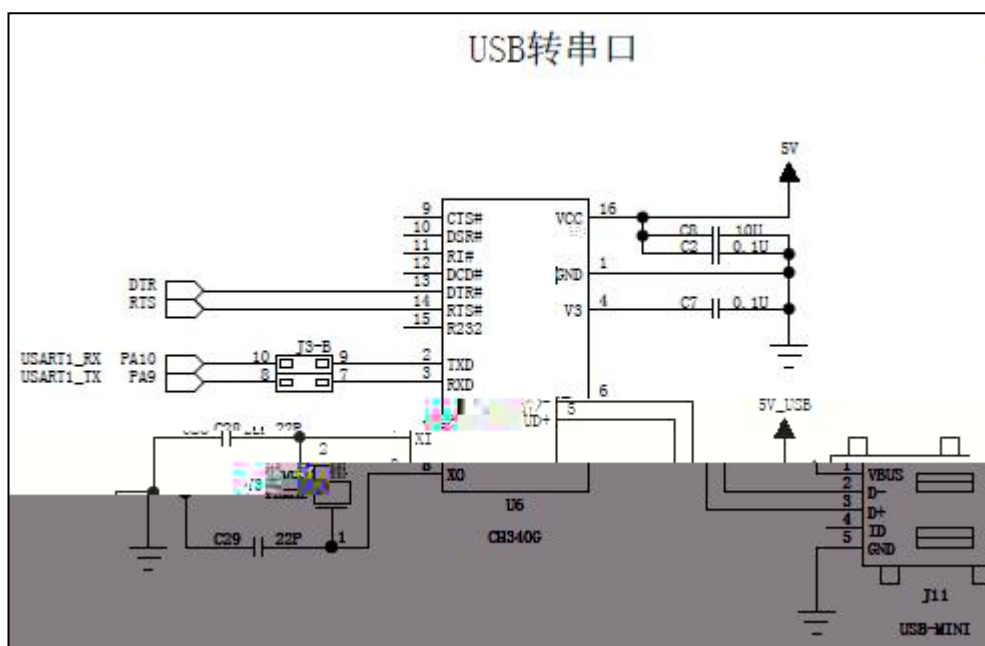 USB转串口
5V
9 CTS#
10 DSR#
11 RI#
12 DCD#
13 DTR#
14 RTS#
15 R232
2 TXD
3 RXD
XI
8 XO
16 VCC
1 GND
4 V3
6
5 UD+
C8 10U
C2 0.1U
C7 0.1U
DTR
RTS
J3-B
USART1_RX PA10 10 9
USART1_TX PA9 8 7
C28 22P
2
Y3
1
C29 22P
U6
CH340G
5V_USB
1 VBUS
2 D-
3 D+
4 ID
5 GND
J11
USB-MINI